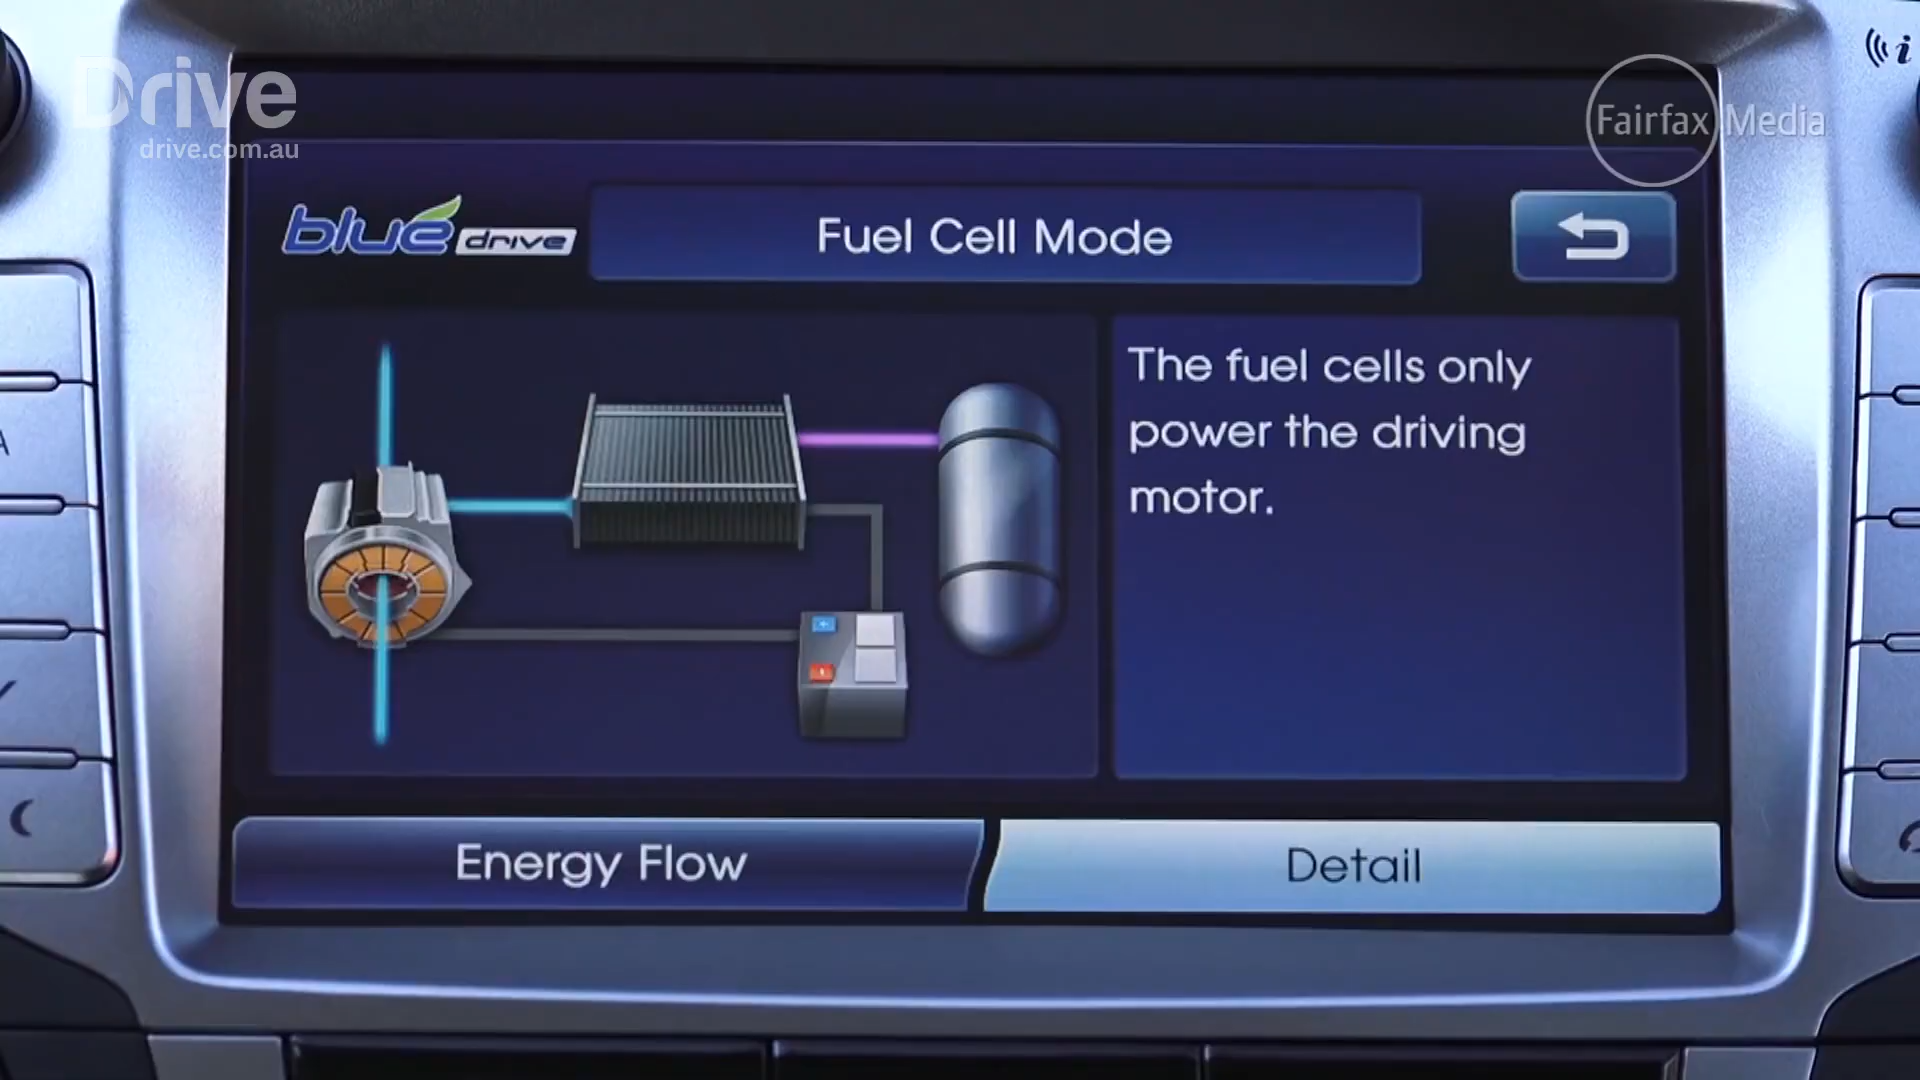 Drive
drive.com.au
Fairfax Media
blue drive
Fuel Cell Mode
The fuel cells only
power the driving
motor.
Energy Flow
Detail